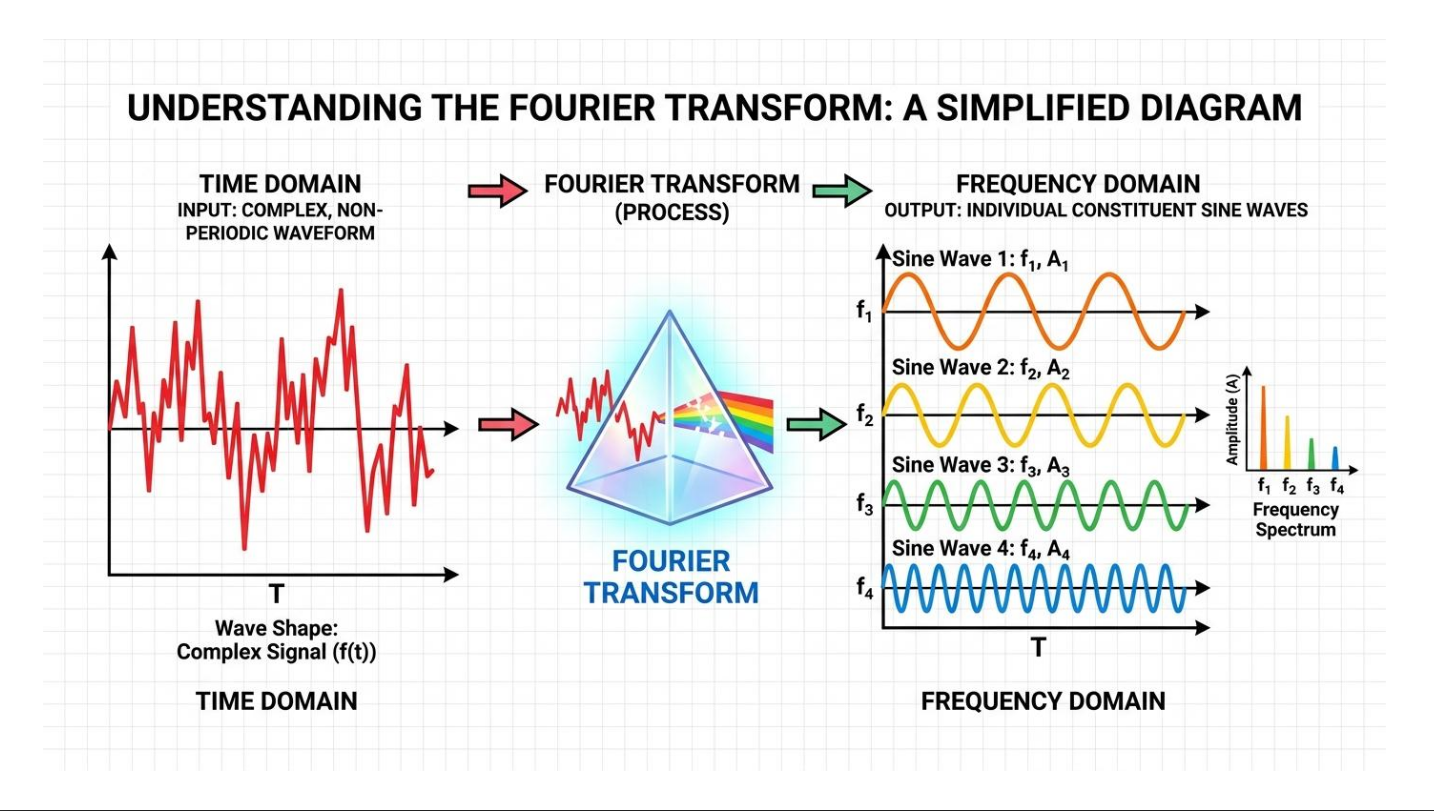 UNDERSTANDING THE FOURIER TRANSFORM: A SIMPLIFIED DIAGRAM
TIME DOMAIN
INPUT: COMPLEX, NON-
PERIODIC WAVEFORM
T
Wave Shape:
Complex Signal (f(t))
TIME DOMAIN
FOURIER TRANSFORM
(PROCESS)
FOURIER
TRANSFORM
FREQUENCY DOMAIN
OUTPUT: INDIVIDUAL CONSTITUENT SINE WAVES
Sine Wave 1: f₁, A₁
f₁
Sine Wave 2: f₂, A₂
f₂
Sine Wave 3: f₃, A₃
f₃
Sine Wave 4: f₄, A₄
f₄
T
FREQUENCY DOMAIN
Amplitude (A)
f₁ f₂ f₃ f₄
Frequency
Spectrum